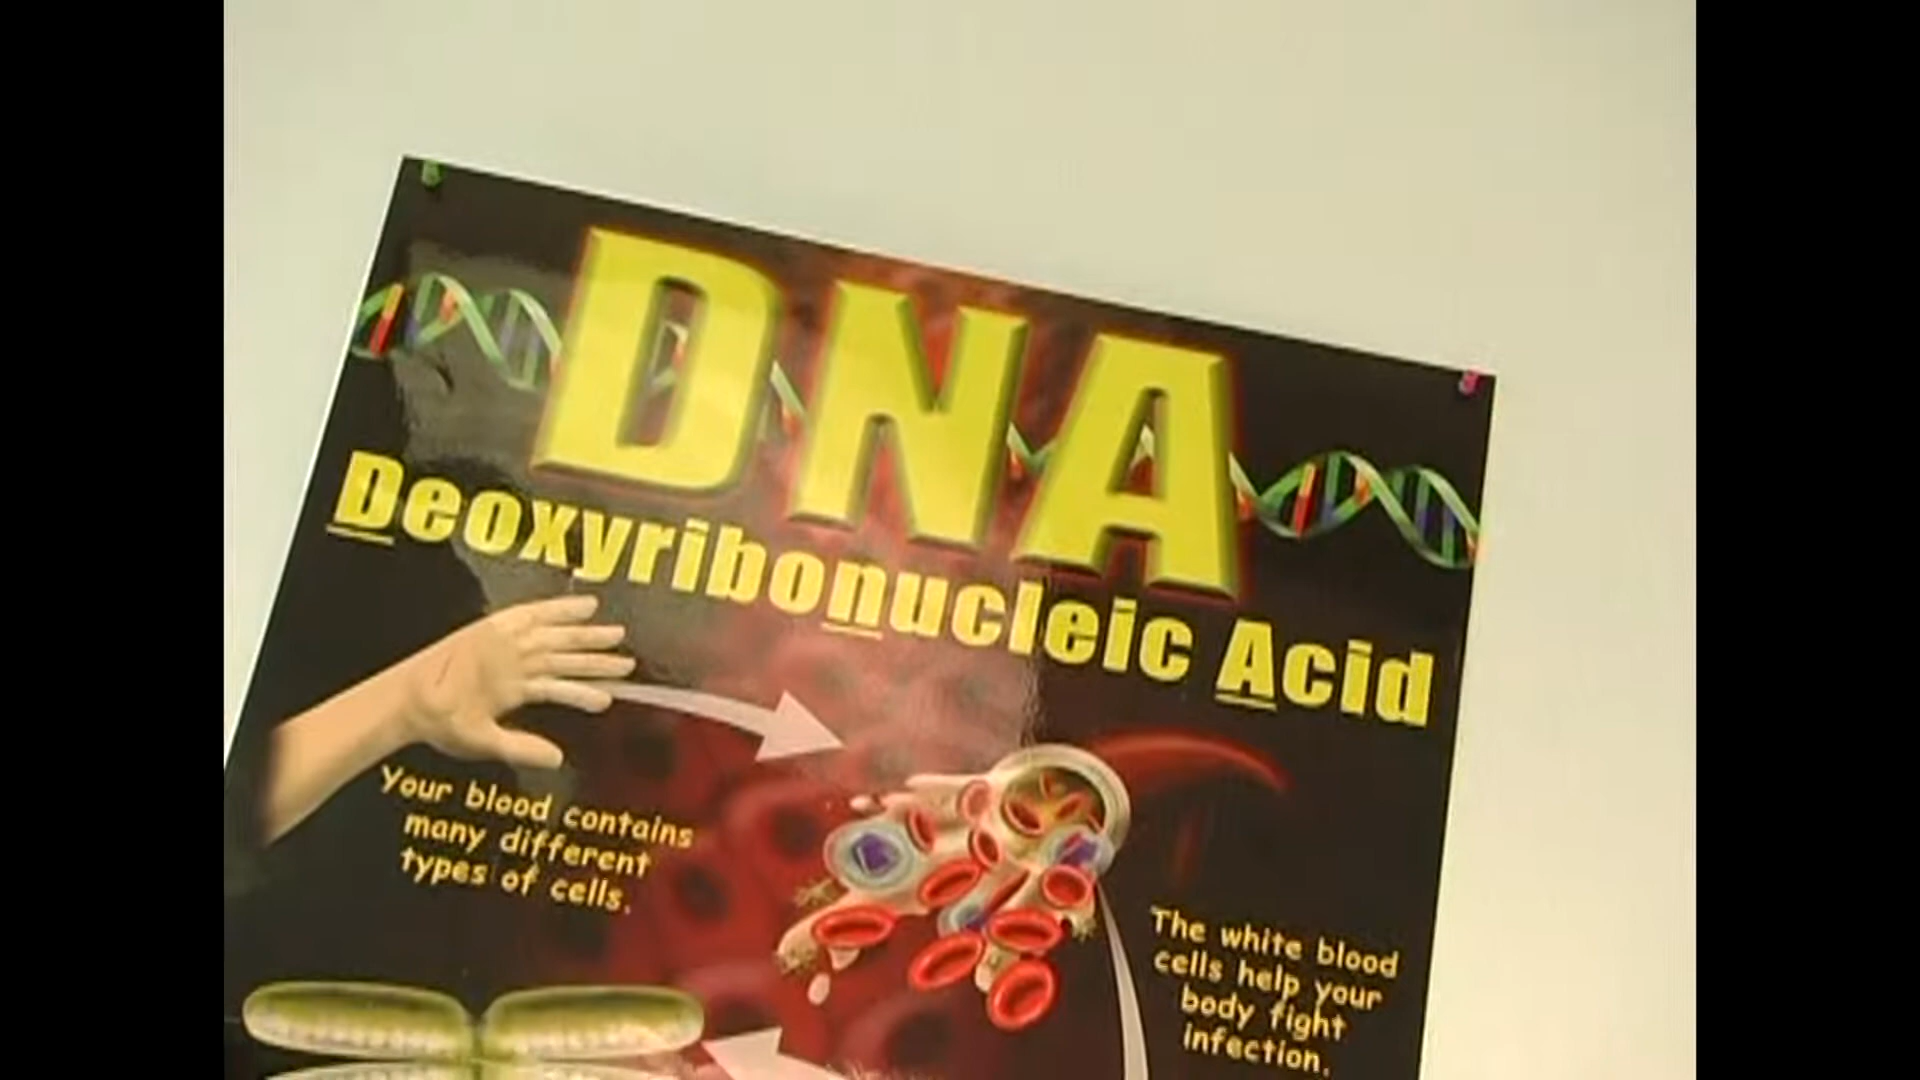 DNA
Deoxyribonucleic Acid
Your blood contains
many different
types of cells.
The white blood
cells help your
body fight
infection.